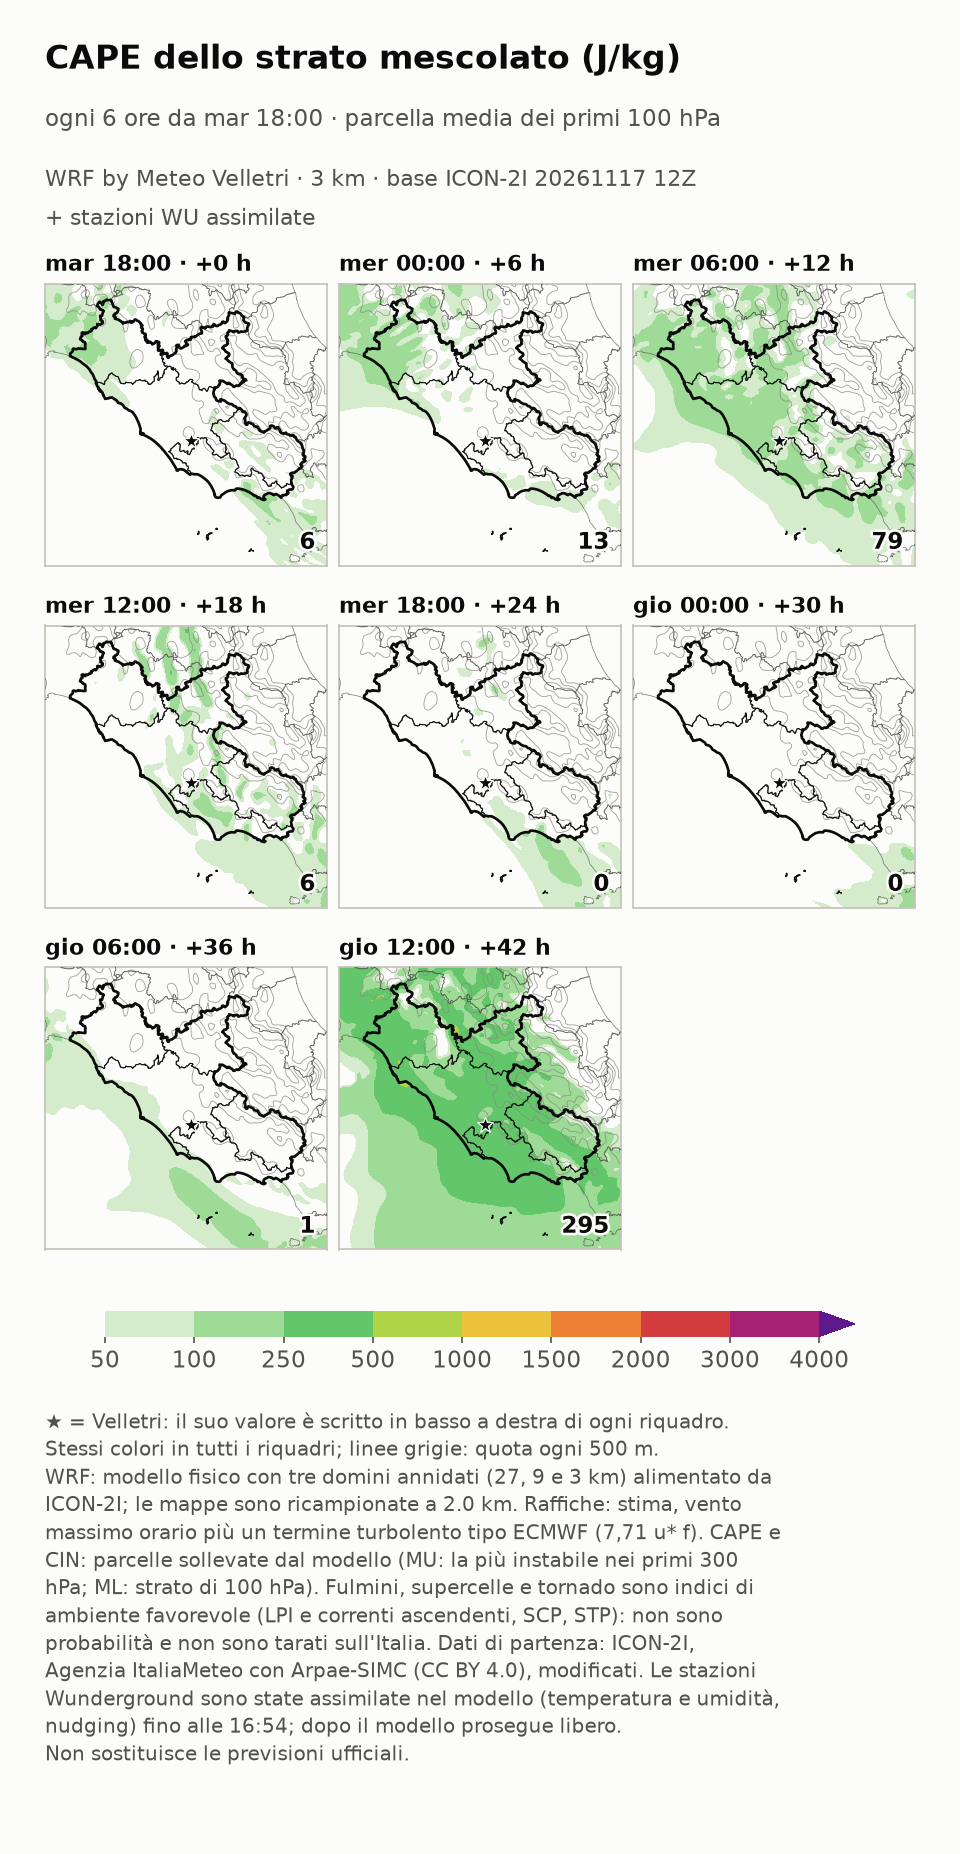 CAPE dello strato mescolato (J/kg)
ogni 6 ore da mar 18:00 · parcella media dei primi 100 hPa
WRF by Meteo Velletri · 3 km · base ICON-2I 20261117 12Z
+ stazioni WU assimilate
mar 18:00 · +0 h
mer 00:00 · +6 h
mer 06:00 · +12 h
6
13
79
mer 12:00 · +18 h
mer 18:00 · +24 h
gio 00:00 · +30 h
6
0
0
gio 06:00 · +36 h
gio 12:00 · +42 h
1
295
50 100 250 500 1000 1500 2000 3000 4000
★ = Velletri: il suo valore è scritto in basso a destra di ogni riquadro.
Stessi colori in tutti i riquadri; linee grigie: quota ogni 500 m.
WRF: modello fisico con tre domini annidati (27, 9 e 3 km) alimentato da
ICON-2I; le mappe sono ricampionate a 2.0 km. Raffiche: stima, vento
massimo orario più un termine turbolento tipo ECMWF (7,71 u* f). CAPE e
CIN: parcelle sollevate dal modello (MU: la più instabile nei primi 300
hPa; ML: strato di 100 hPa). Fulmini, supercelle e tornado sono indici di
ambiente favorevole (LPI e correnti ascendenti, SCP, STP): non sono
probabilità e non sono tarati sull'Italia. Dati di partenza: ICON-2I,
Agenzia ItaliaMeteo con Arpae-SIMC (CC BY 4.0), modificati. Le stazioni
Wunderground sono state assimilate nel modello (temperatura e umidità,
nudging) fino alle 16:54; dopo il modello prosegue libero.
Non sostituisce le previsioni ufficiali.